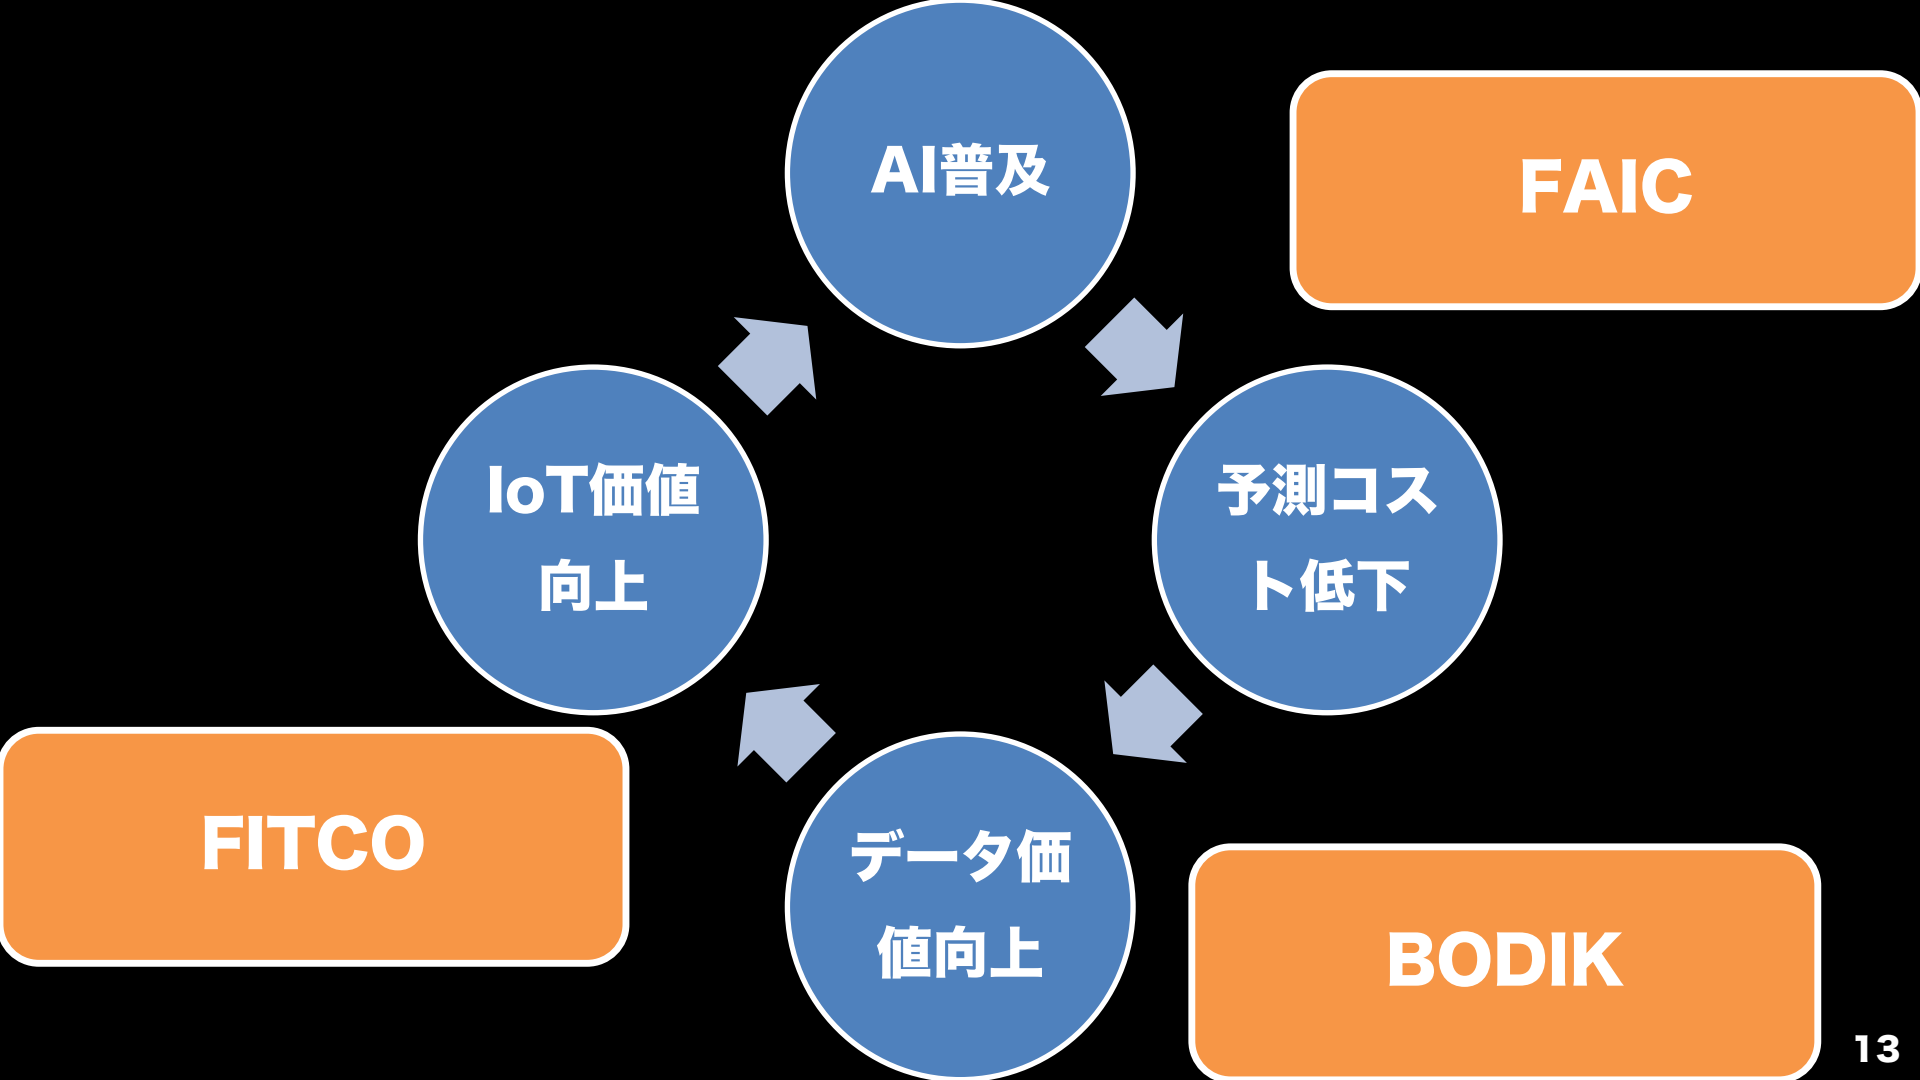 AI普及
FAIC
IoT価値
向上
予測コス
ト低下
FITCO
データ価
値向上
BODIK
13